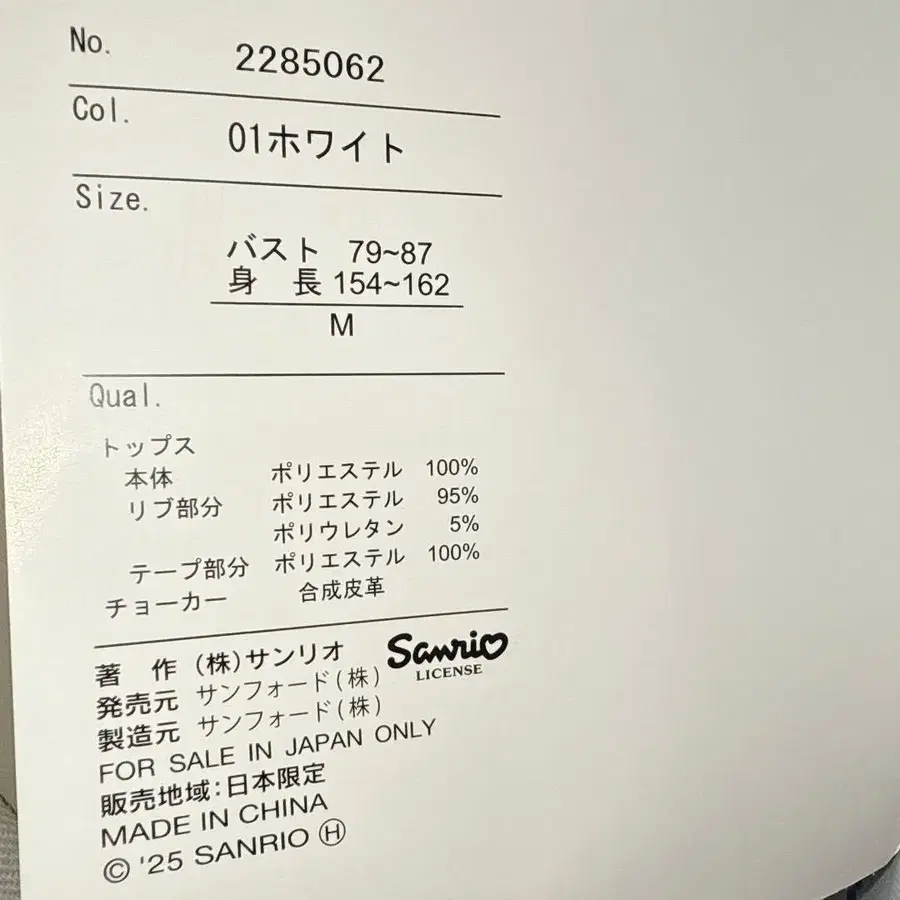 No. 2285062
Col. 01ホワイト
Size.
バスト 79~87
身 長 154~162
M
Qual.
トップス
本体 ポリエステル 100%
リブ部分 ポリエステル 95%
ポリウレタン 5%
テープ部分 ポリエステル 100%
チョーカー 合成皮革
著 作 (株)サンリオ
Sanrio
LICENSE
発売元 サンフォード(株)
製造元 サンフォード(株)
FOR SALE IN JAPAN ONLY
販売地域:日本限定
MADE IN CHINA
© '25 SANRIO Ⓗ